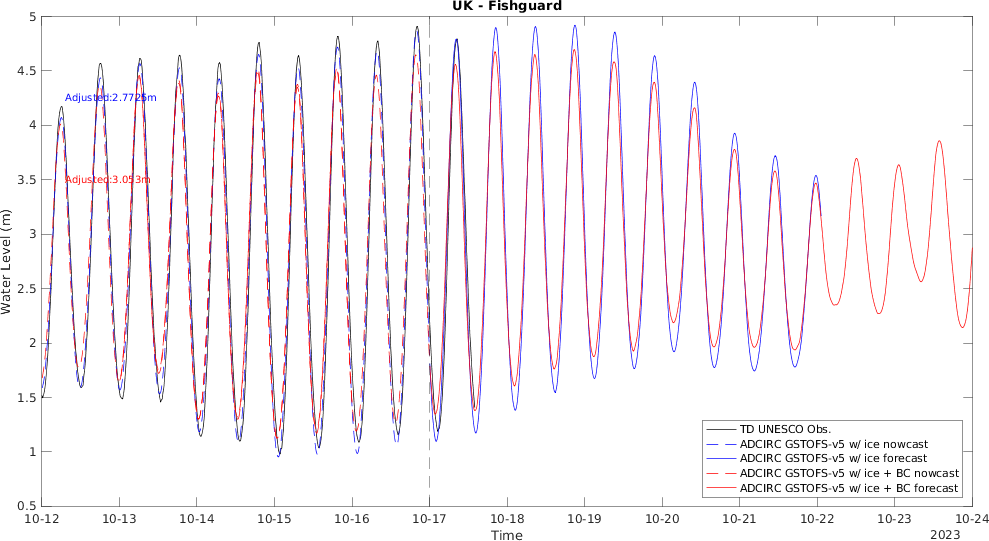 UK - Fishguard
Water Level (m)
5
4.5
4
3.5
3
2.5
2
1.5
1
0.5
Adjusted:2.7725m
Adjusted:3.053m
TD UNESCO Obs.
ADCIRC GSTOFS-v5 w/ ice nowcast
ADCIRC GSTOFS-v5 w/ ice forecast
ADCIRC GSTOFS-v5 w/ ice + BC nowcast
ADCIRC GSTOFS-v5 w/ ice + BC forecast
10-12 10-13 10-14 10-15 10-16 10-17 10-18 10-19 10-20 10-21 10-22 10-23 10-24
Time
2023